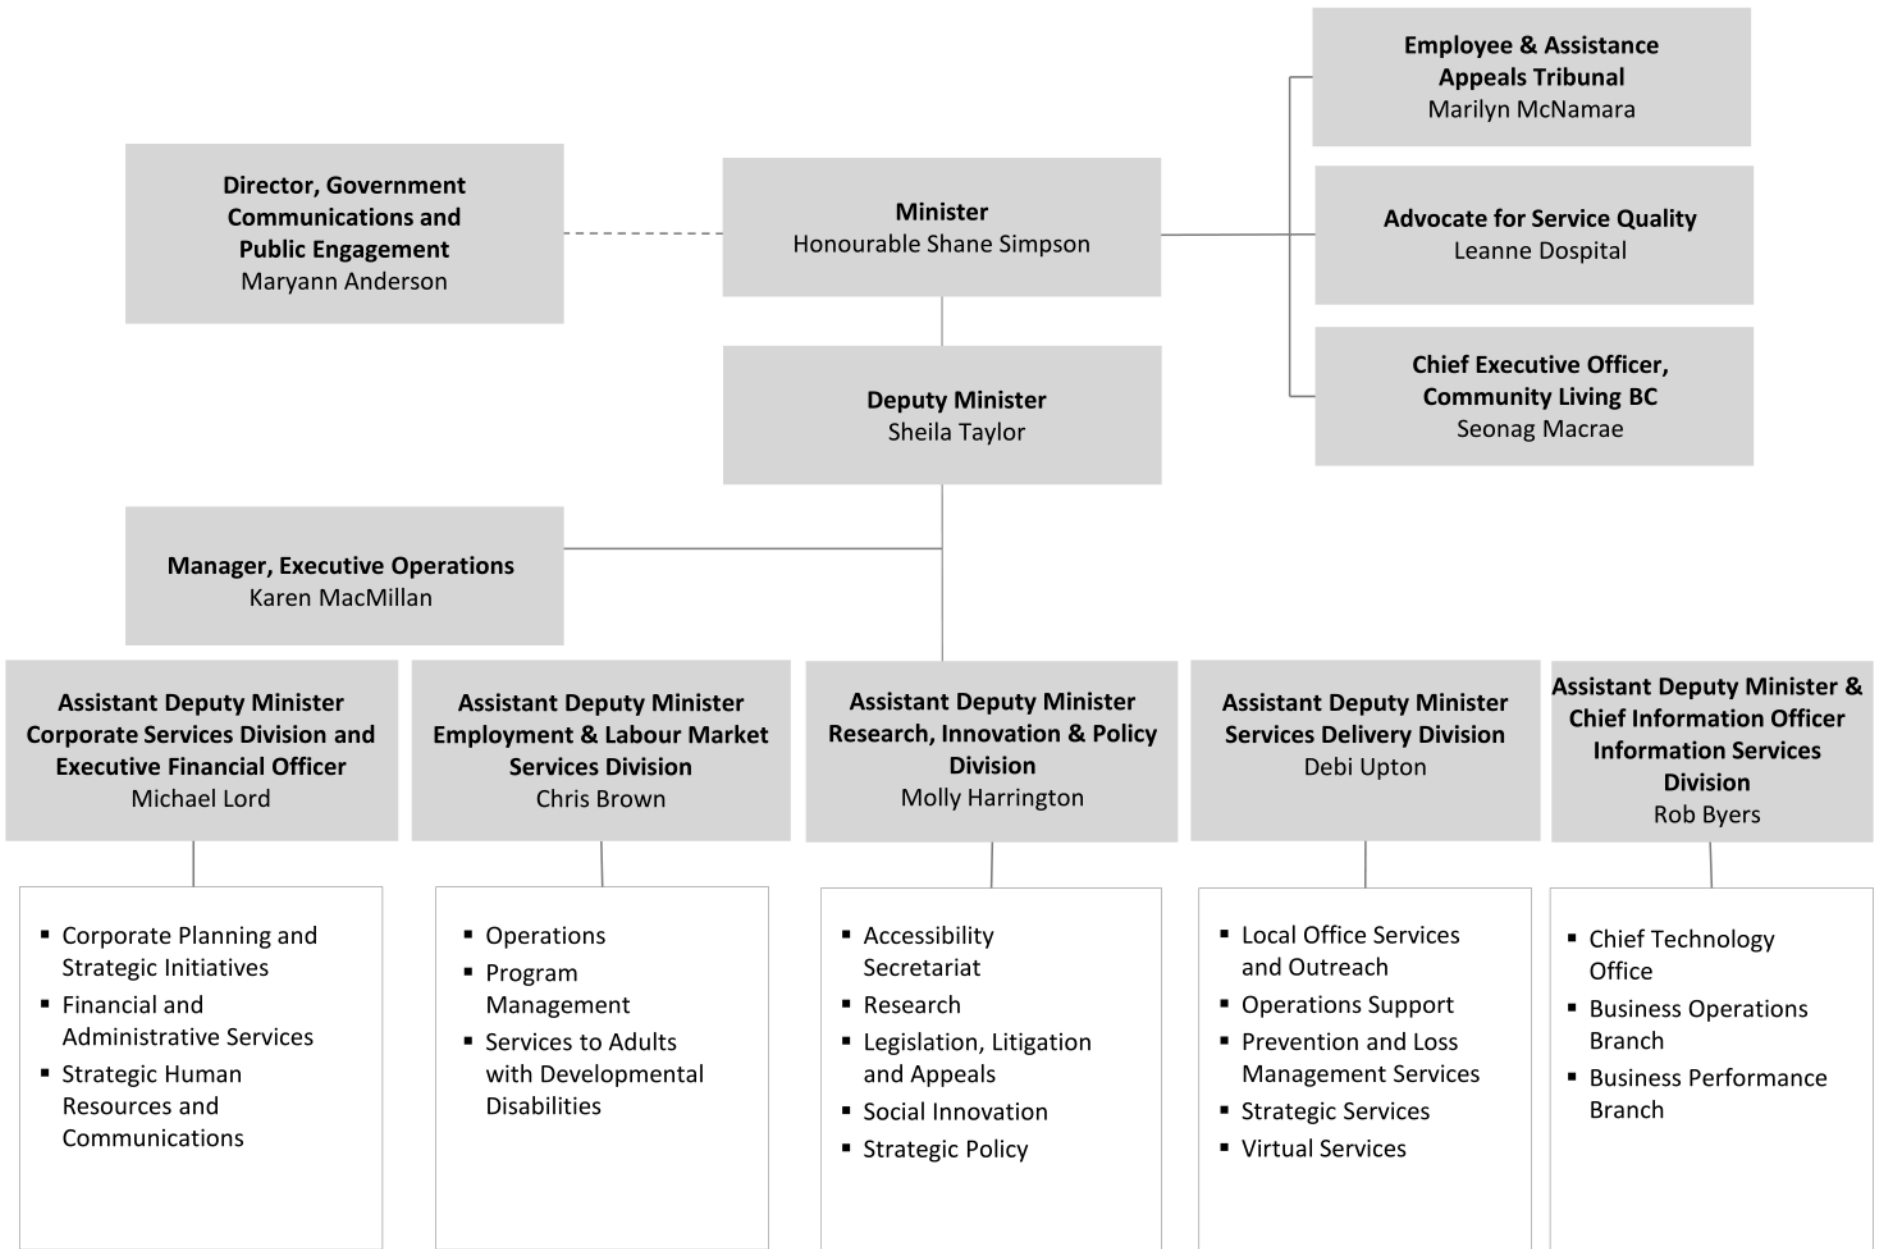 Employee & Assistance
Appeals Tribunal
Marilyn McNamara
Director, Government
Communications and
Public Engagement
Maryann Anderson
Minister
Honourable Shane Simpson
Advocate for Service Quality
Leanne Dospital
Chief Executive Officer,
Community Living BC
Seonag Macrae
Deputy Minister
Sheila Taylor
Manager, Executive Operations
Karen MacMillan
Assistant Deputy Minister
Corporate Services Division and
Executive Financial Officer
Michael Lord
Assistant Deputy Minister
Employment & Labour Market
Services Division
Chris Brown
Assistant Deputy Minister
Research, Innovation & Policy
Division
Molly Harrington
Assistant Deputy Minister
Services Delivery Division
Debi Upton
Assistant Deputy Minister &
Chief Information Officer
Information Services
Division
Rob Byers
▪ Corporate Planning and
Strategic Initiatives
▪ Financial and
Administrative Services
▪ Strategic Human
Resources and
Communications
▪ Operations
▪ Program
Management
▪ Services to Adults
with Developmental
Disabilities
▪ Accessibility
Secretariat
▪ Research
▪ Legislation, Litigation
and Appeals
▪ Social Innovation
▪ Strategic Policy
▪ Local Office Services
and Outreach
▪ Operations Support
▪ Prevention and Loss
Management Services
▪ Strategic Services
▪ Virtual Services
▪ Chief Technology
Office
▪ Business Operations
Branch
▪ Business Performance
Branch